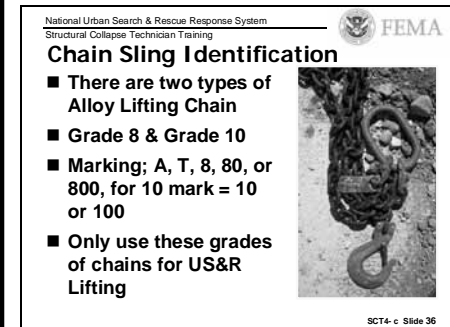 National Urban Search & Rescue Response System
Structural Collapse Technician Training
FEMA
Chain Sling Identification
■ There are two types of
Alloy Lifting Chain
■ Grade 8 & Grade 10
■ Marking; A, T, 8, 80, or
800, for 10 mark = 10
or 100
■ Only use these grades
of chains for US&R
Lifting
SCT4- c Slide 36